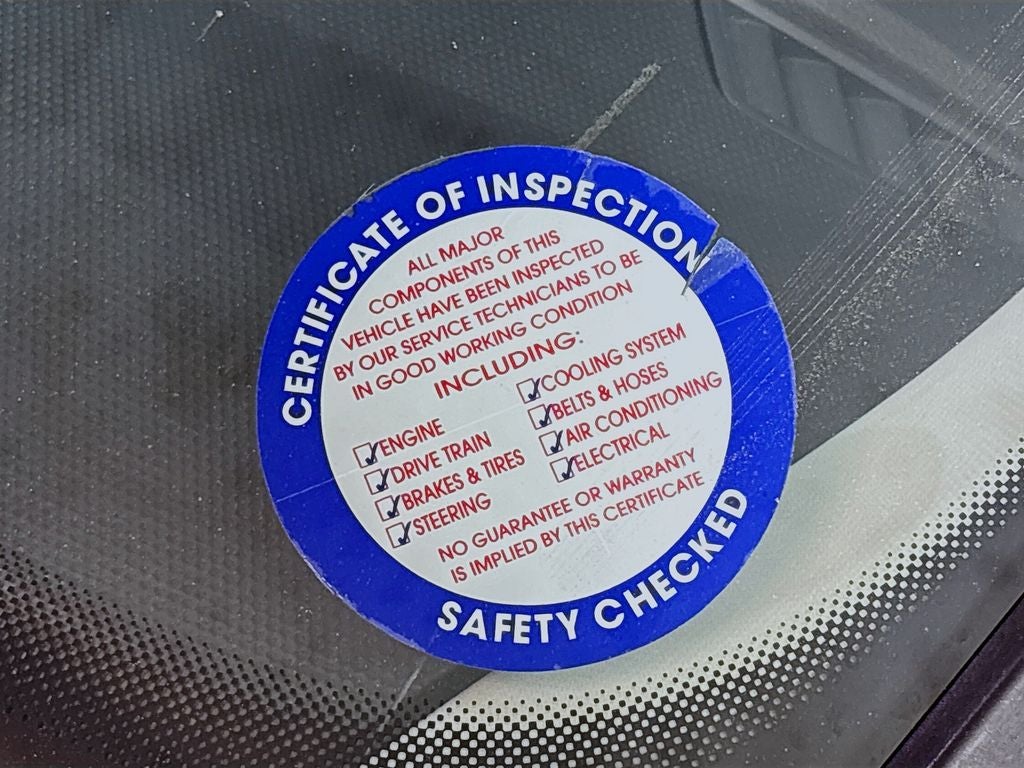 CERTIFICATE OF INSPECTION
ALL MAJOR
COMPONENTS OF THIS
VEHICLE HAVE BEEN INSPECTED
BY OUR SERVICE TECHNICIANS TO BE
IN GOOD WORKING CONDITION
INCLUDING:
ENGINE
DRIVE TRAIN
BRAKES & TIRES
STEERING
COOLING SYSTEM
BELTS & HOSES
AIR CONDITIONING
ELECTRICAL
NO GUARANTEE OR WARRANTY
IS IMPLIED BY THIS CERTIFICATE
SAFETY CHECKED